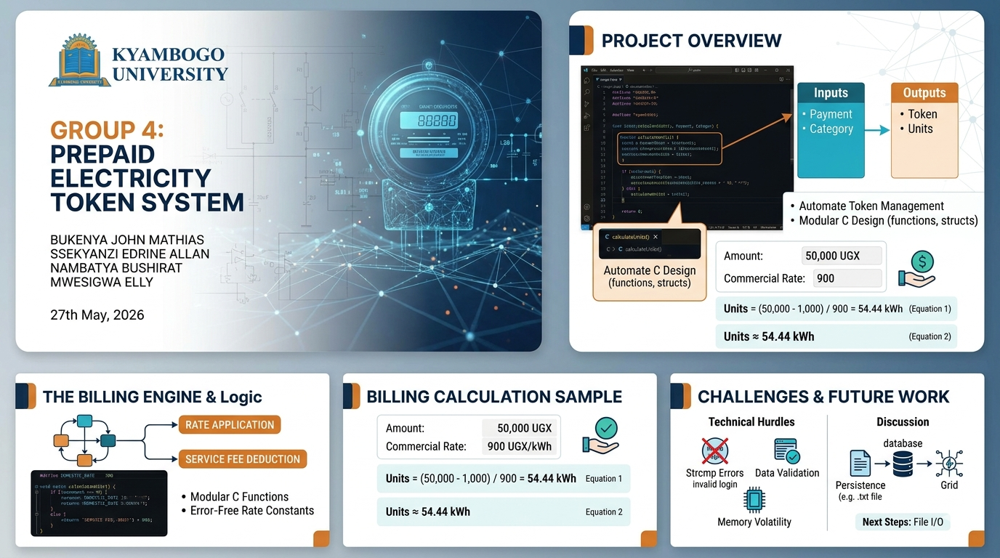 KYAMBOGO
UNIVERSITY
GROUP 4:
PREPAID
ELECTRICITY
TOKEN SYSTEM
BUKENYA JOHN MATHIAS
SSEKYANZI EDRINE ALLAN
NAMBATYA BUSHIRAT
MWESIGWA ELLY
27th May, 2026
PROJECT OVERVIEW
Inputs
• Payment
• Category
Outputs
• Token
• Units
• Automate Token Management
• Modular C Design (functions, structs)
return 0;
C calculateUnits() X
Automate C Design
(functions, structs)
Amount: 50,000 UGX
Commercial Rate: 900
Units = (50,000 - 1,000) / 900 = 54.44 kWh (Equation 1)
Units ≈ 54.44 kWh (Equation 2)
THE BILLING ENGINE & Logic
RATE APPLICATION
SERVICE FEE DEDUCTION
• Modular C Functions
• Error-Free Rate Constants
BILLING CALCULATION SAMPLE
Amount: 50,000 UGX
Commercial Rate: 900 UGX/kWh
Units = (50,000 - 1,000) / 900 = 54.44 kWh Equation 1
Units ≈ 54.44 kWh Equation 2
CHALLENGES & FUTURE WORK
Technical Hurdles
Strcmp Errors
invalid login
Data Validation
Memory Volatility
Discussion
database
Persistence
(e.g. .txt file
Grid
Next Steps: File I/O